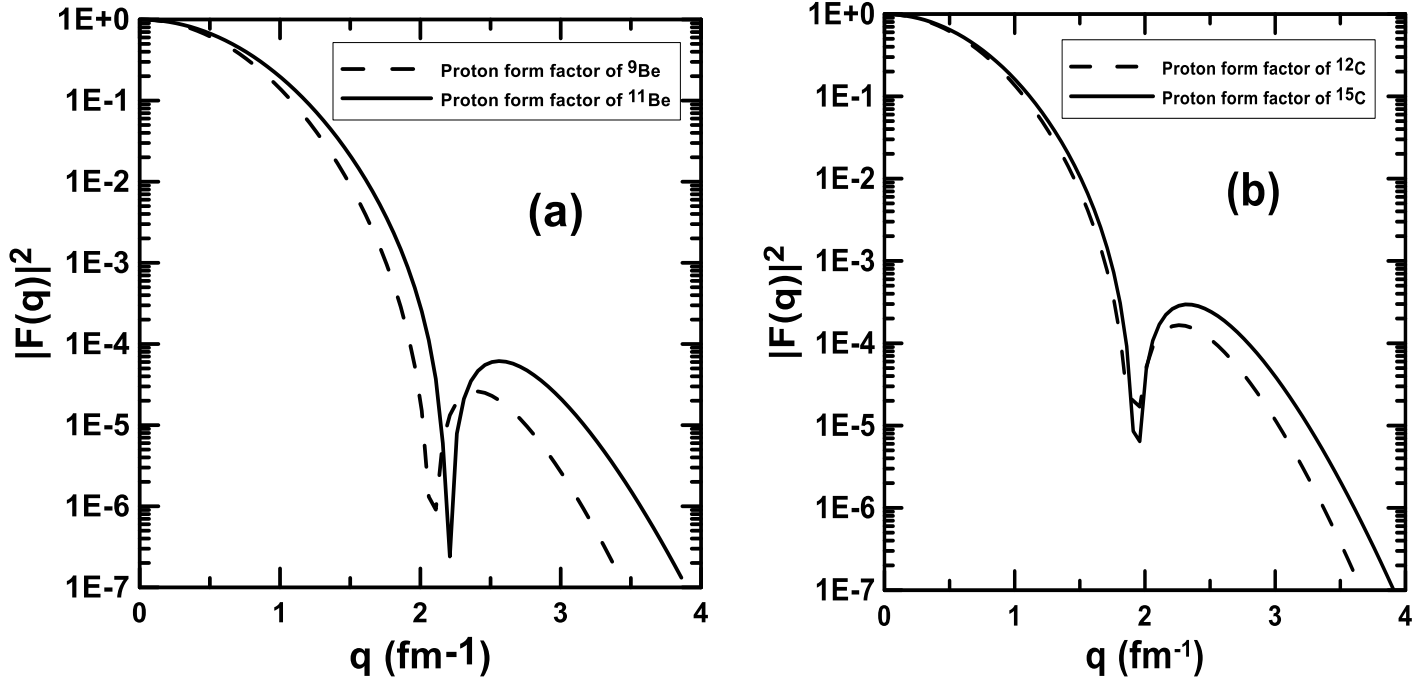 1E+0
1E-1
1E-2
1E-3
1E-4
1E-5
1E-6
1E-7
|F(q)|²
0 1 2 3 4
q (fm-1)
Proton form factor of ⁹Be
Proton form factor of ¹¹Be
(a)
1E+0
1E-1
1E-2
1E-3
1E-4
1E-5
1E-6
1E-7
|F(q)|²
0 1 2 3 4
q (fm⁻¹)
Proton form factor of ¹²C
Proton form factor of ¹⁵C
(b)